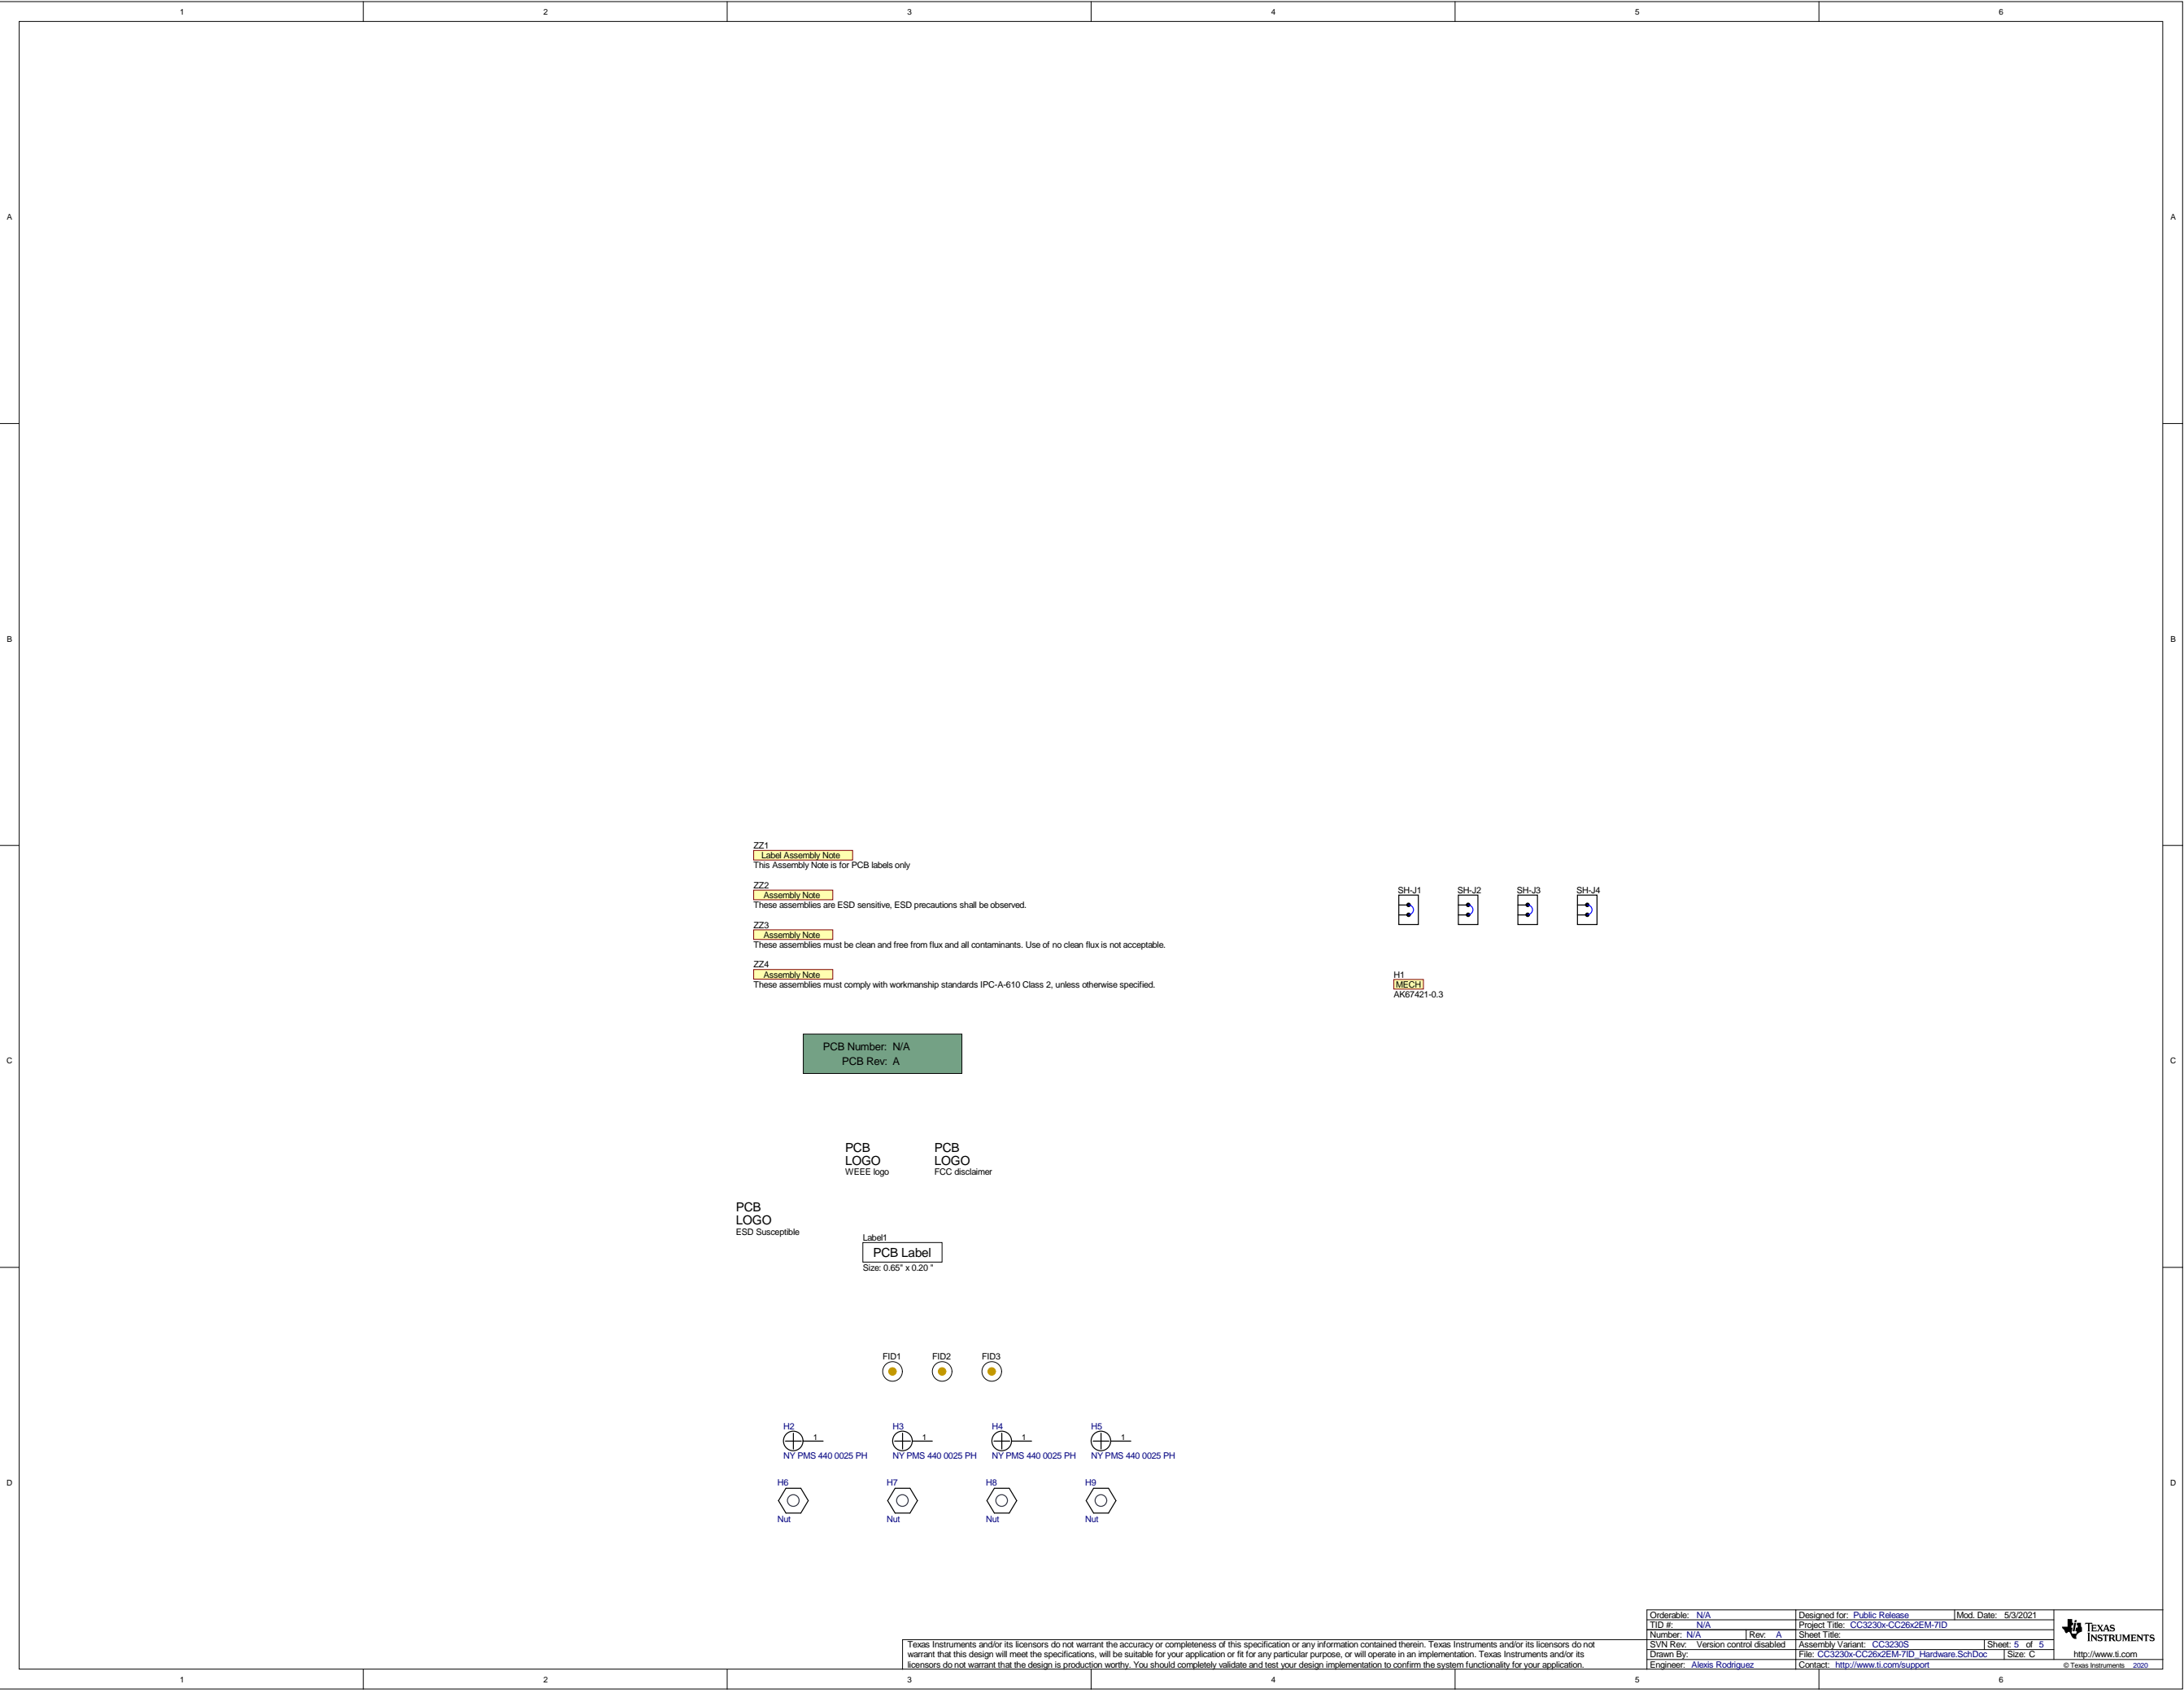 1 2 3 4 5 6
A A
B B
ZZ1
Label Assembly Note
This Assembly Note is for PCB labels only
ZZ2
Assembly Note
These assemblies are ESD sensitive, ESD precautions shall be observed.
ZZ3
Assembly Note
These assemblies must be clean and free from flux and all contaminants. Use of no clean flux is not acceptable.
ZZ4
Assembly Note
These assemblies must comply with workmanship standards IPC-A-610 Class 2, unless otherwise specified.
SH-J1 SH-J2 SH-J3 SH-J4
H1
MECH
AK67421-0.3
PCB Number: N/A
PCB Rev: A
C C
PCB
LOGO
WEEE logo
PCB
LOGO
FCC disclaimer
PCB
LOGO
ESD Susceptible
Label1
PCB Label
Size: 0.65" x 0.20 "
FID1 FID2 FID3
H2 H3 H4 H5
1 1 1 1
NY PMS 440 0025 PH NY PMS 440 0025 PH NY PMS 440 0025 PH NY PMS 440 0025 PH
H6 H7 H8 H9
Nut Nut Nut Nut
D D
Texas Instruments and/or its licensors do not warrant the accuracy or completeness of this specification or any information contained therein. Texas Instruments and/or its licensors do not
warrant that this design will meet the specifications, will be suitable for your application or fit for any particular purpose, or will operate in an implementation. Texas Instruments and/or its
licensors do not warrant that the design is production worthy. You should completely validate and test your design implementation to confirm the system functionality for your application.
Orderable: N/A Designed for: Public Release Mod. Date: 5/3/2021
TID #: N/A Project Title: CC3230x-CC26x2EM-7ID
Number: N/A Rev: A Sheet Title:
SVN Rev: Version control disabled Assembly Variant: CC3230S Sheet: 5 of 5
Drawn By: File: CC3230x-CC26x2EM-7ID_Hardware.SchDoc Size: C
Engineer: Alexis Rodriguez Contact: http://www.ti.com/support
TEXAS
INSTRUMENTS
http://www.ti.com
© Texas Instruments 2020
1 2 3 4 5 6